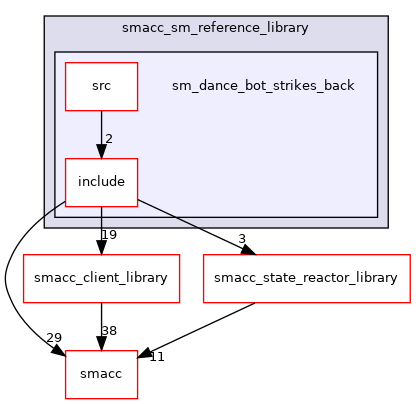 smacc_sm_reference_library
src
sm_dance_bot_strikes_back
2
include
19
3
smacc_client_library
smacc_state_reactor_library
29
38
11
smacc